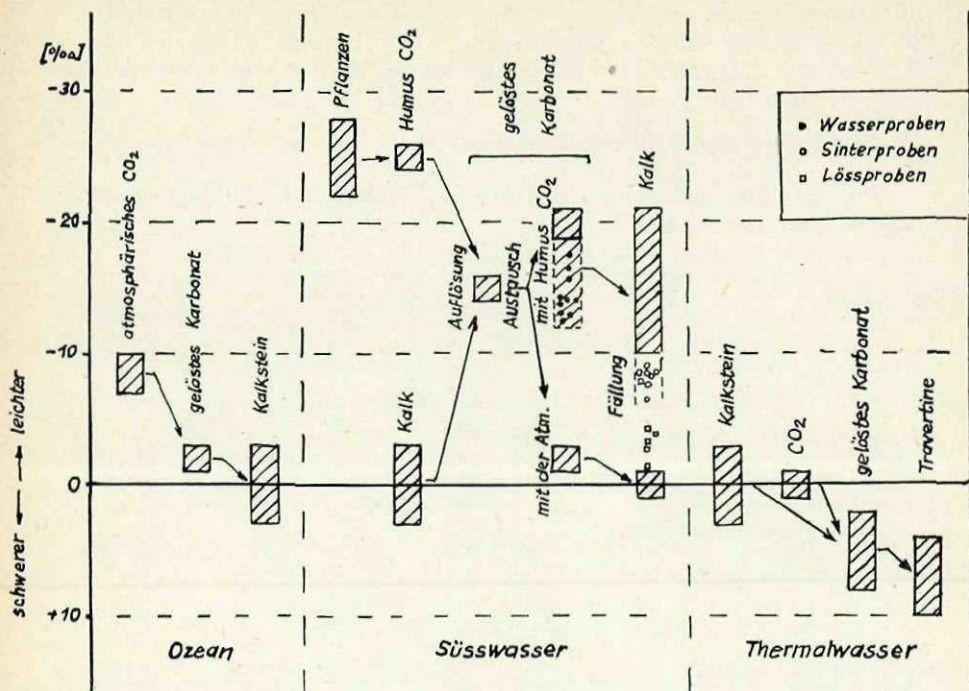 [‰]
-30
-20
-10
0
+10
schwerer ← → leichter
atmosphärisches CO₂
gelöstes Karbonat
Kalkstein
Ozean
Pflanzen
Humus CO₂
Kalk
Auflösung
Austausch
mit Humus CO₂
mit der Atm.
gelöstes
Karbonat
Kalk
Fällung
Süsswasser
Wasserproben
Sinterproben
Lössproben
Kalkstein
CO₂
gelöstes Karbonat
Travertine
Thermalwasser